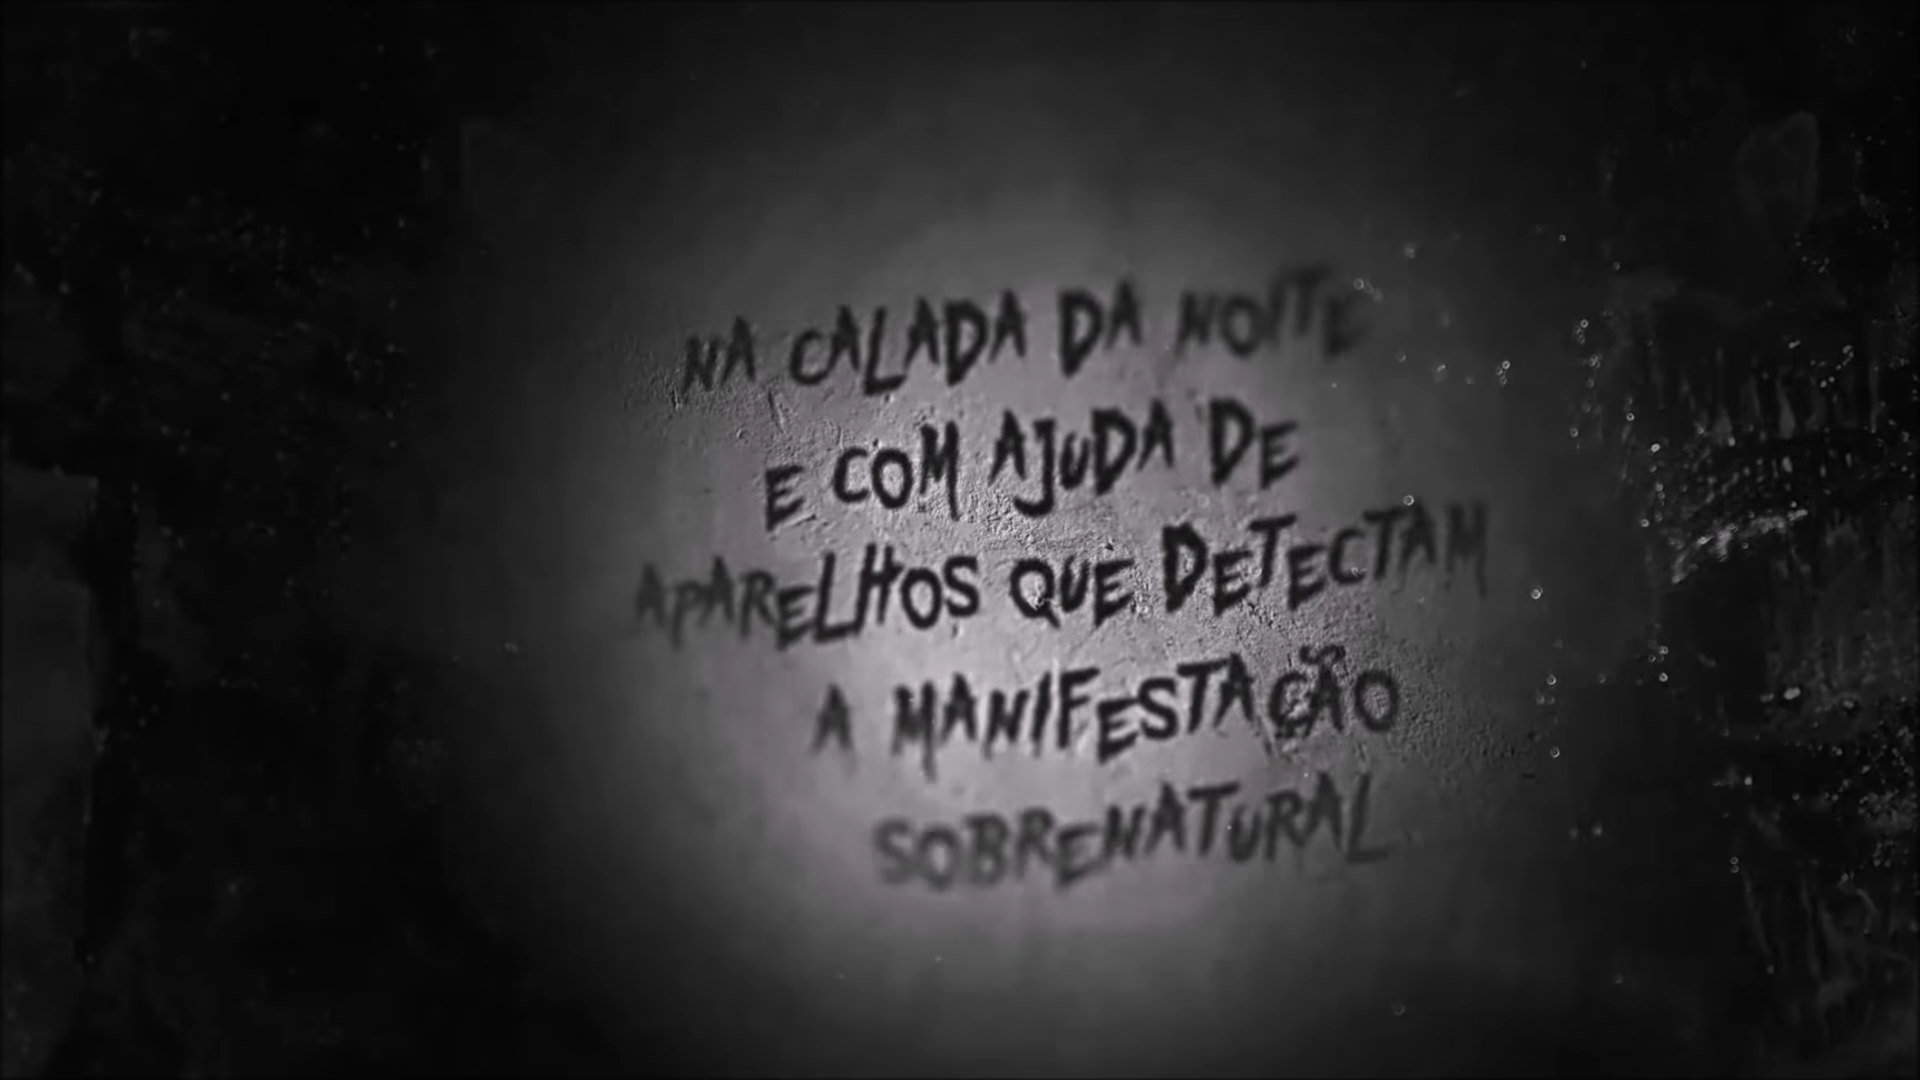 NA CALADA DA NOITE
E COM AJUDA DE
APARELHOS QUE DETECTAM
A MANIFESTAÇÃO
SOBRENATURAL